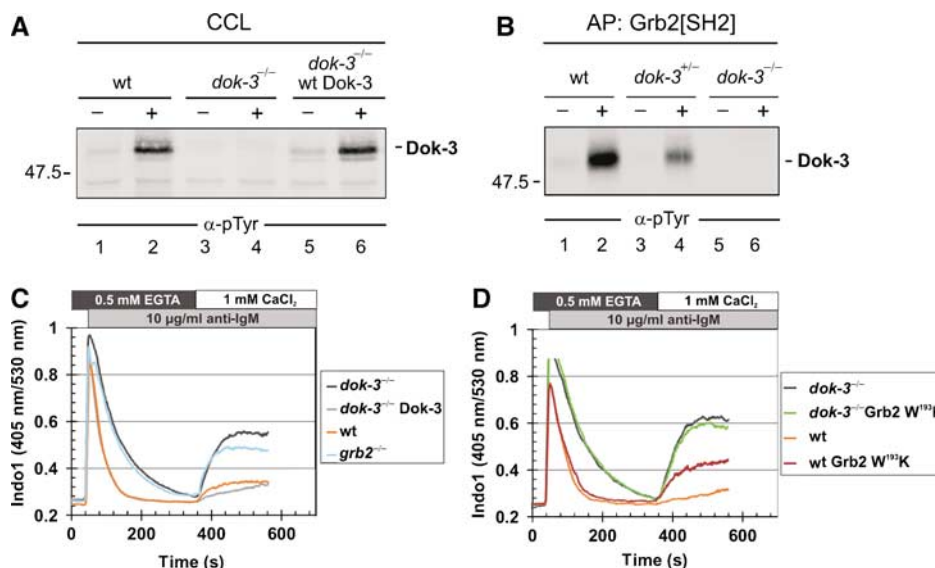 A
CCL
wt
dok-3−/−
dok-3−/−
wt Dok-3
− + − + − +
Dok-3
47.5
α-pTyr
1 2 3 4 5 6
B
AP: Grb2[SH2]
wt
dok-3+/−
dok-3−/−
− + − + − +
Dok-3
47.5
α-pTyr
1 2 3 4 5 6
C
0.5 mM EGTA
1 mM CaCl2
10 µg/ml anti-IgM
Indo1 (405 nm/530 nm)
1
0.8
0.6
0.4
0.2
0 200 400 600
Time (s)
dok-3−/−
dok-3−/− Dok-3
wt
grb2−/−
D
0.5 mM EGTA
1 mM CaCl2
10 µg/ml anti-IgM
Indo1 (405 nm/530 nm)
1
0.8
0.6
0.4
0.2
0 200 400 600
Time (s)
dok-3−/−
dok-3−/− Grb2
wt
wt Grb2 W193K